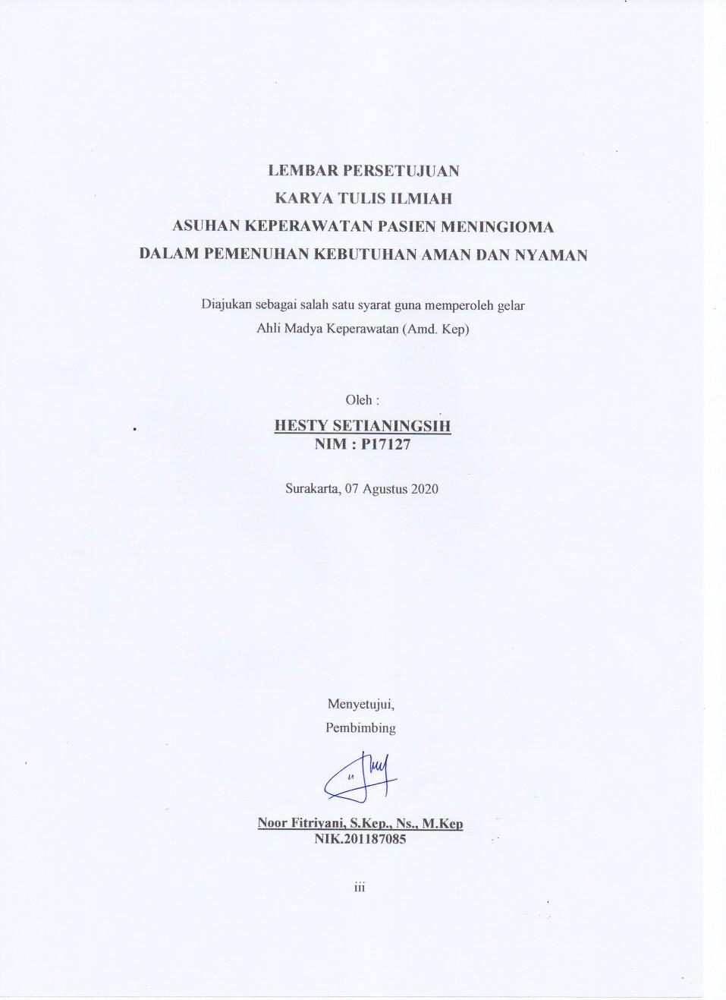 LEMBAR PERSETUJUAN
KARYA TULIS ILMIAH
ASUHAN KEPERAWATAN PASIEN MENINGIOMA
DALAM PEMENUHAN KEBUTUHAN AMAN DAN NYAMAN
Diajukan sebagai salah satu syarat guna memperoleh gelar
Ahli Madya Keperawatan (Amd. Kep)
Oleh :
HESTY SETIANINGSIH
NIM : P17127
Surakarta, 07 Agustus 2020
Menyetujui,
Pembimbing
Noor Fitriyani, S.Kep., Ns., M.Kep
NIK.201187085
iii